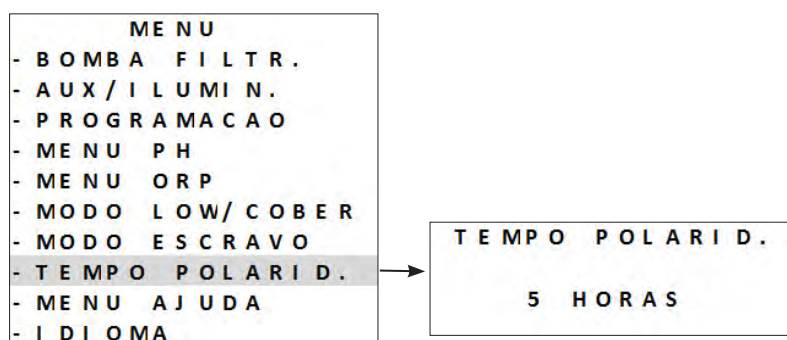 MENU
- BOMBA FILTR.
- AUX/ILUMIN.
- PROGRAMACAO
- MENU PH
- MENU ORP
- MODO LOW/COBER
- MODO ESCRAVO
- TEMPO POLARID.
- MENU AJUDA
- IDIOMA
TEMPO POLARID.
5 HORAS